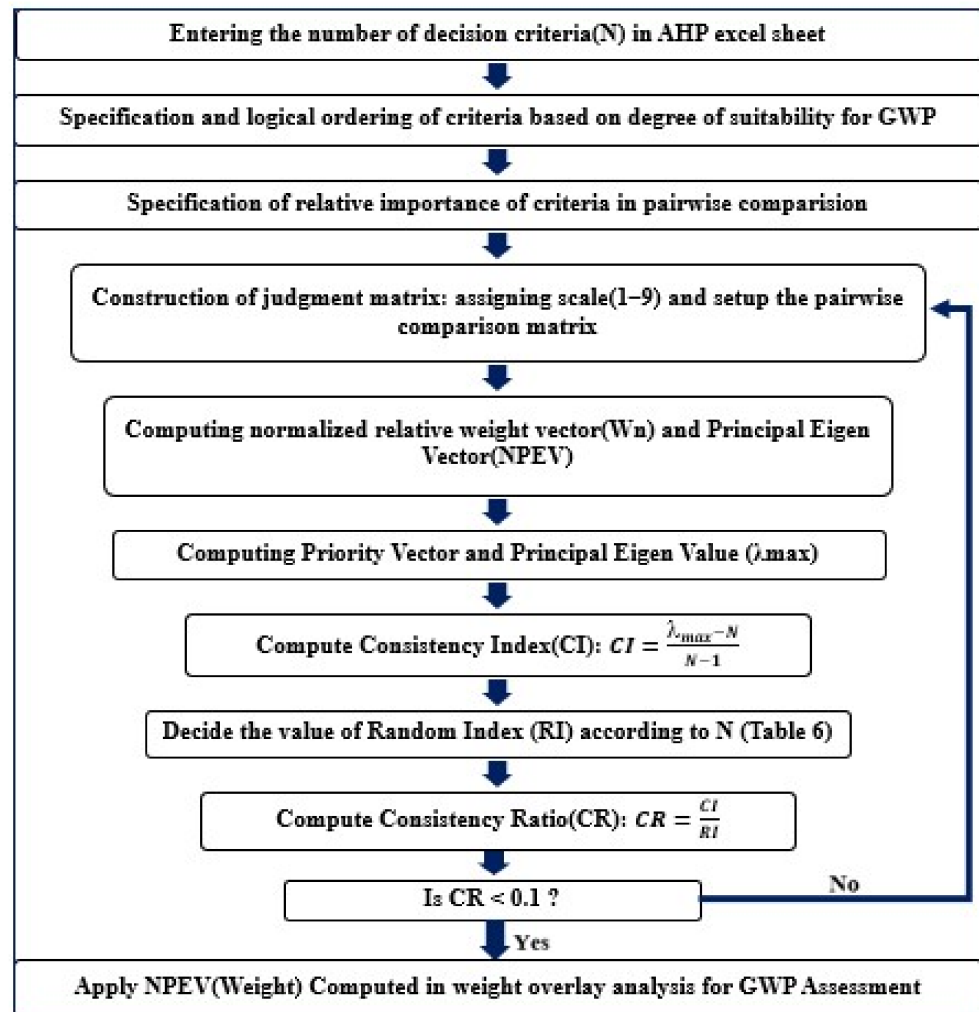 Entering the number of decision criteria(N) in AHP excel sheet
Specification and logical ordering of criteria based on degree of suitability for GWP
Specification of relative importance of criteria in pairwise comparision
Construction of judgment matrix: assigning scale(1–9) and setup the pairwise
comparison matrix
Computing normalized relative weight vector(Wn) and Principal Eigen
Vector(NPEV)
Computing Priority Vector and Principal Eigen Value (λmax)
Compute Consistency Index(CI): CI = (λmax−N)/(N−1)
Decide the value of Random Index (RI) according to N (Table 6)
Compute Consistency Ratio(CR): CR = CI/RI
Is CR < 0.1 ?
No
Yes
Apply NPEV(Weight) Computed in weight overlay analysis for GWP Assessment